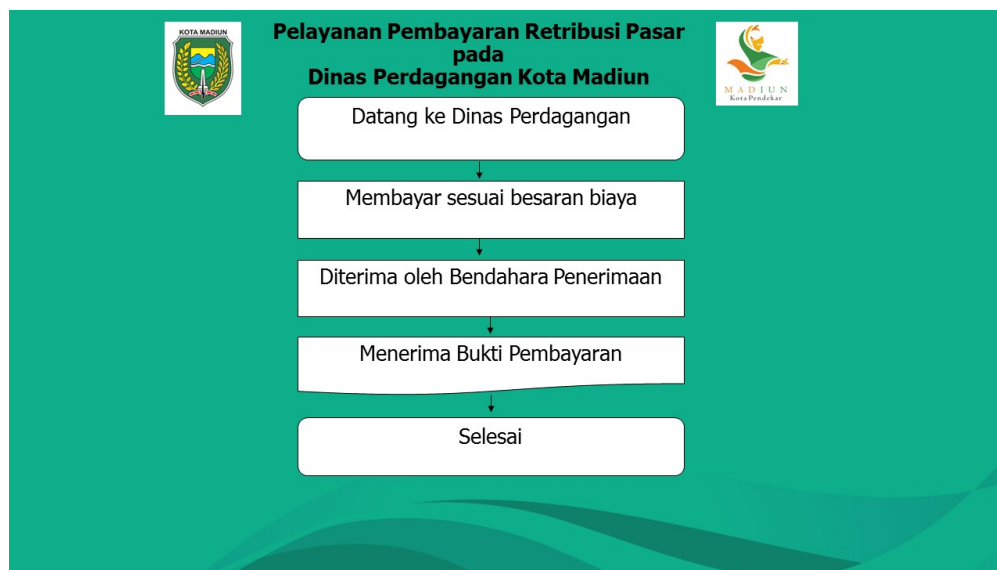 KOTA MADIUN
Pelayanan Pembayaran Retribusi Pasar
pada
Dinas Perdagangan Kota Madiun
MADIUN
Kota Pendekar
Datang ke Dinas Perdagangan
Membayar sesuai besaran biaya
Diterima oleh Bendahara Penerimaan
Menerima Bukti Pembayaran
Selesai